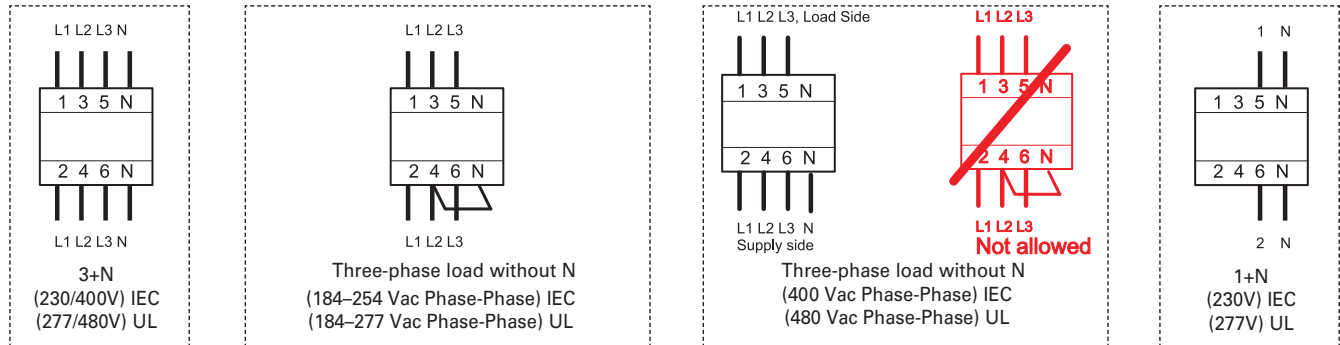 L1 L2 L3 N
1 3 5 N
2 4 6 N
L1 L2 L3 N
3+N
(230/400V) IEC
(277/480V) UL
L1 L2 L3
1 3 5 N
2 4 6 N
L1 L2 L3
Three-phase load without N
(184–254 Vac Phase-Phase) IEC
(184–277 Vac Phase-Phase) UL
L1 L2 L3, Load Side
1 3 5 N
2 4 6 N
L1 L2 L3 N
Supply side
L1 L2 L3
1 3 5 N
2 4 6 N
L1 L2 L3
Not allowed
Three-phase load without N
(400 Vac Phase-Phase) IEC
(480 Vac Phase-Phase) UL
1 N
1 3 5 N
2 4 6 N
2 N
1+N
(230V) IEC
(277V) UL